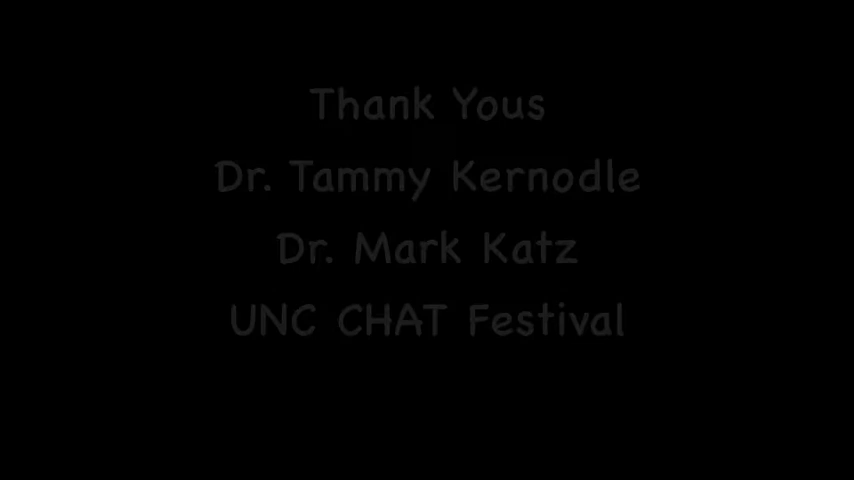 Thank Yous
Dr. Tammy Kernodle
Dr. Mark Katz
UNC CHAT Festival